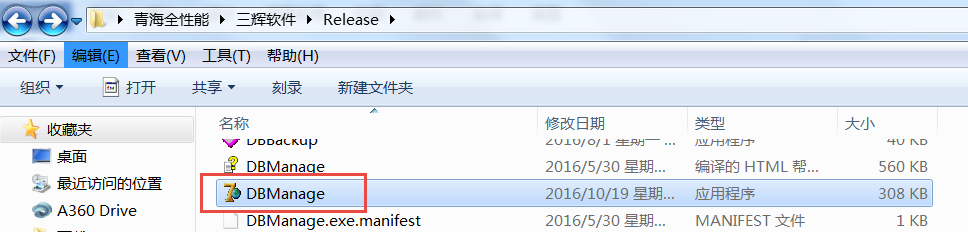 青海全性能 三辉软件 Release
文件(F) 编辑(E) 查看(V) 工具(T) 帮助(H)
组织 打开 共享 刻录 新建文件夹
收藏夹
桌面
最近访问的位置
A360 Drive
名称 修改日期 类型 大小
DBBackup 2016/8/1 星期一 ... 应用程序 40 KB
DBManage 2016/5/30 星期... 编译的 HTML 帮... 560 KB
DBManage 2016/10/19 星期... 应用程序 308 KB
DBManage.exe.manifest 2016/5/30 星期... MANIFEST 文件 1 KB